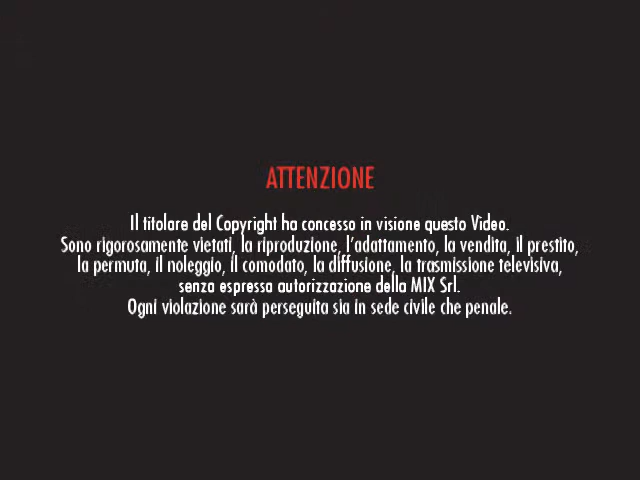 ATTENZIONE
Il titolare del Copyright ha concesso in visione questo Video.
Sono rigorosamente vietati, la riproduzione, l'adattamento, la vendita, il prestito,
la permuta, il noleggio, il comodato, la diffusione, la trasmissione televisiva,
senza espressa autorizzazione della MIX Srl.
Ogni violazione sarà perseguita sia in sede civile che penale.